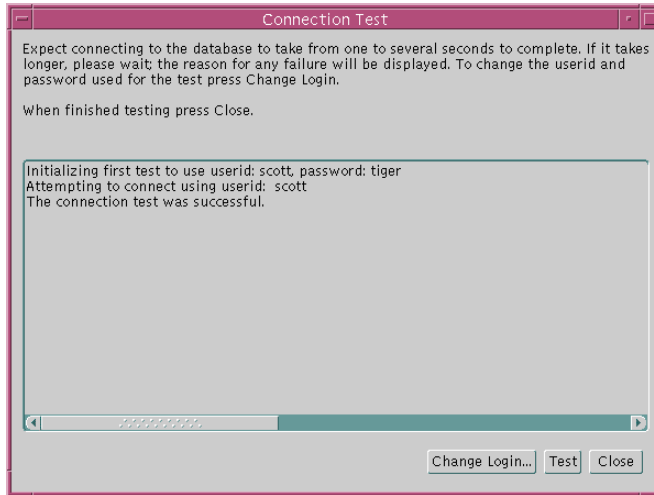 Connection Test
Expect connecting to the database to take from one to several seconds to complete. If it takes
longer, please wait; the reason for any failure will be displayed. To change the userid and
password used for the test press Change Login.
When finished testing press Close.
Initializing first test to use userid: scott, password: tiger
Attempting to connect using userid:  scott
The connection test was successful.
Change Login... Test Close